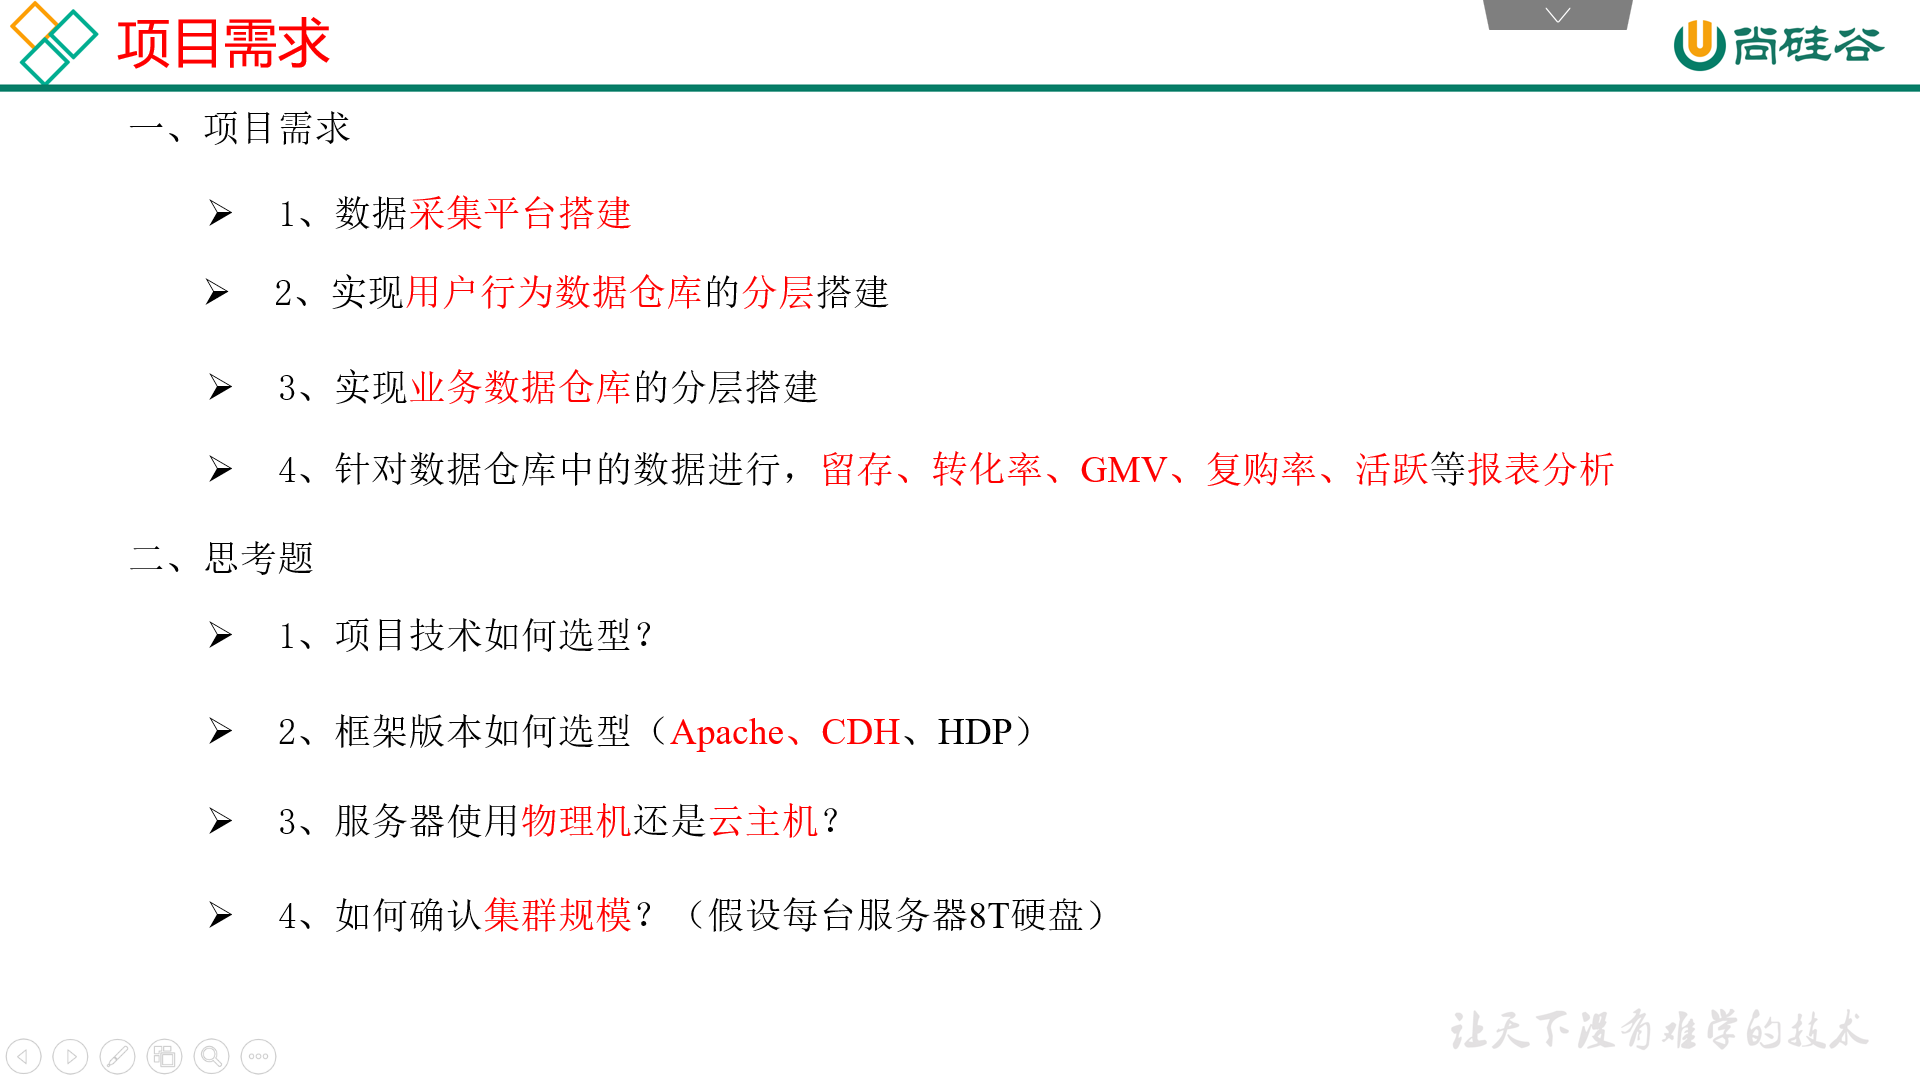 项目需求
尚硅谷
一、项目需求
1、数据采集平台搭建
2、实现用户行为数据仓库的分层搭建
3、实现业务数据仓库的分层搭建
4、针对数据仓库中的数据进行，留存、转化率、GMV、复购率、活跃等报表分析
二、思考题
1、项目技术如何选型？
2、框架版本如何选型（Apache、CDH、HDP）
3、服务器使用物理机还是云主机？
4、如何确认集群规模？（假设每台服务器8T硬盘）
让天下没有难学的技术